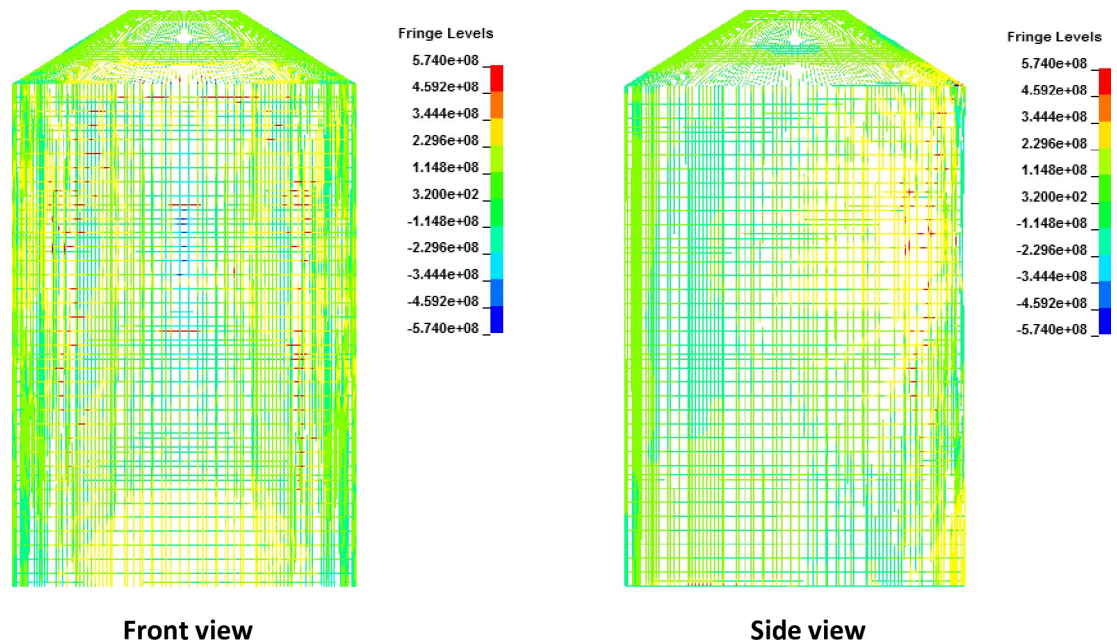 Fringe Levels
5.740e+08
4.592e+08
3.444e+08
2.296e+08
1.148e+08
3.200e+02
-1.148e+08
-2.296e+08
-3.444e+08
-4.592e+08
-5.740e+08
Fringe Levels
5.740e+08
4.592e+08
3.444e+08
2.296e+08
1.148e+08
3.200e+02
-1.148e+08
-2.296e+08
-3.444e+08
-4.592e+08
-5.740e+08
Front view
Side view